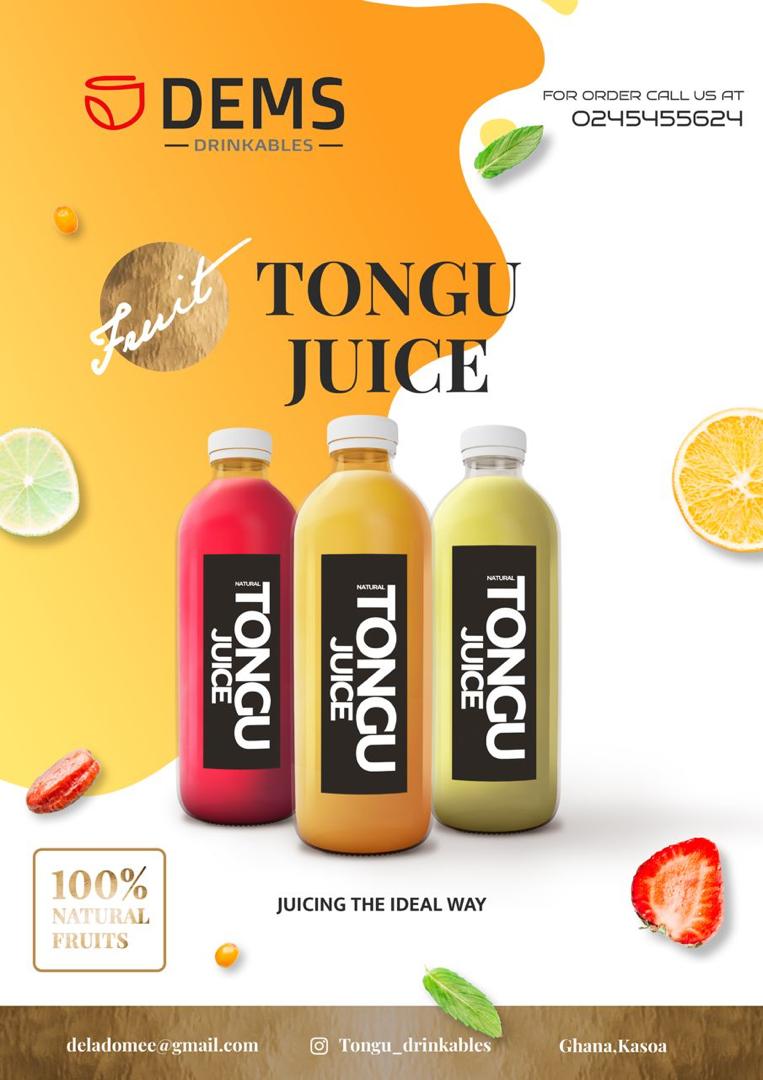 DEMS
DRINKABLES
FOR ORDER CALL US AT
0245455624
Fruit
TONGU
JUICE
NATURAL
TONGU
JUICE
NATURAL
TONGU
JUICE
NATURAL
TONGU
JUICE
100%
NATURAL
FRUITS
JUICING THE IDEAL WAY
deladomee@gmail.com
Tongu_drinkables
Ghana,Kasoa